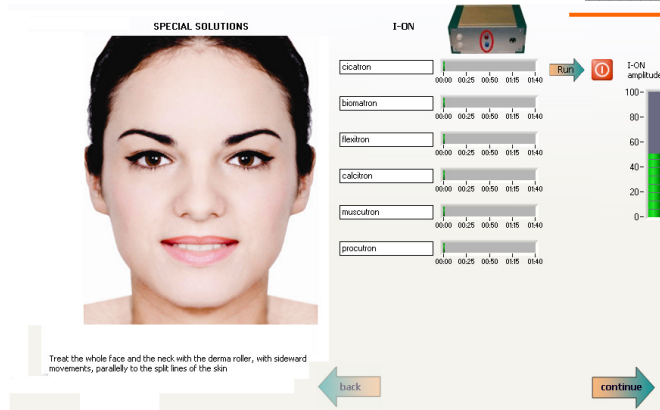 SPECIAL SOLUTIONS
I-ON
cicatron
00:00 00:25 00:50 01:15 01:40
Run
I-ON
amplitude
100-
80-
60-
40-
20-
0-
biomatron
00:00 00:25 00:50 01:15 01:40
flexitron
00:00 00:25 00:50 01:15 01:40
calcitron
00:00 00:25 00:50 01:15 01:40
muscutron
00:00 00:25 00:50 01:15 01:40
procutron
00:00 00:25 00:50 01:15 01:40
Treat the whole face and the neck with the derma roller, with sideward
movements, parallelly to the split lines of the skin
back
continue